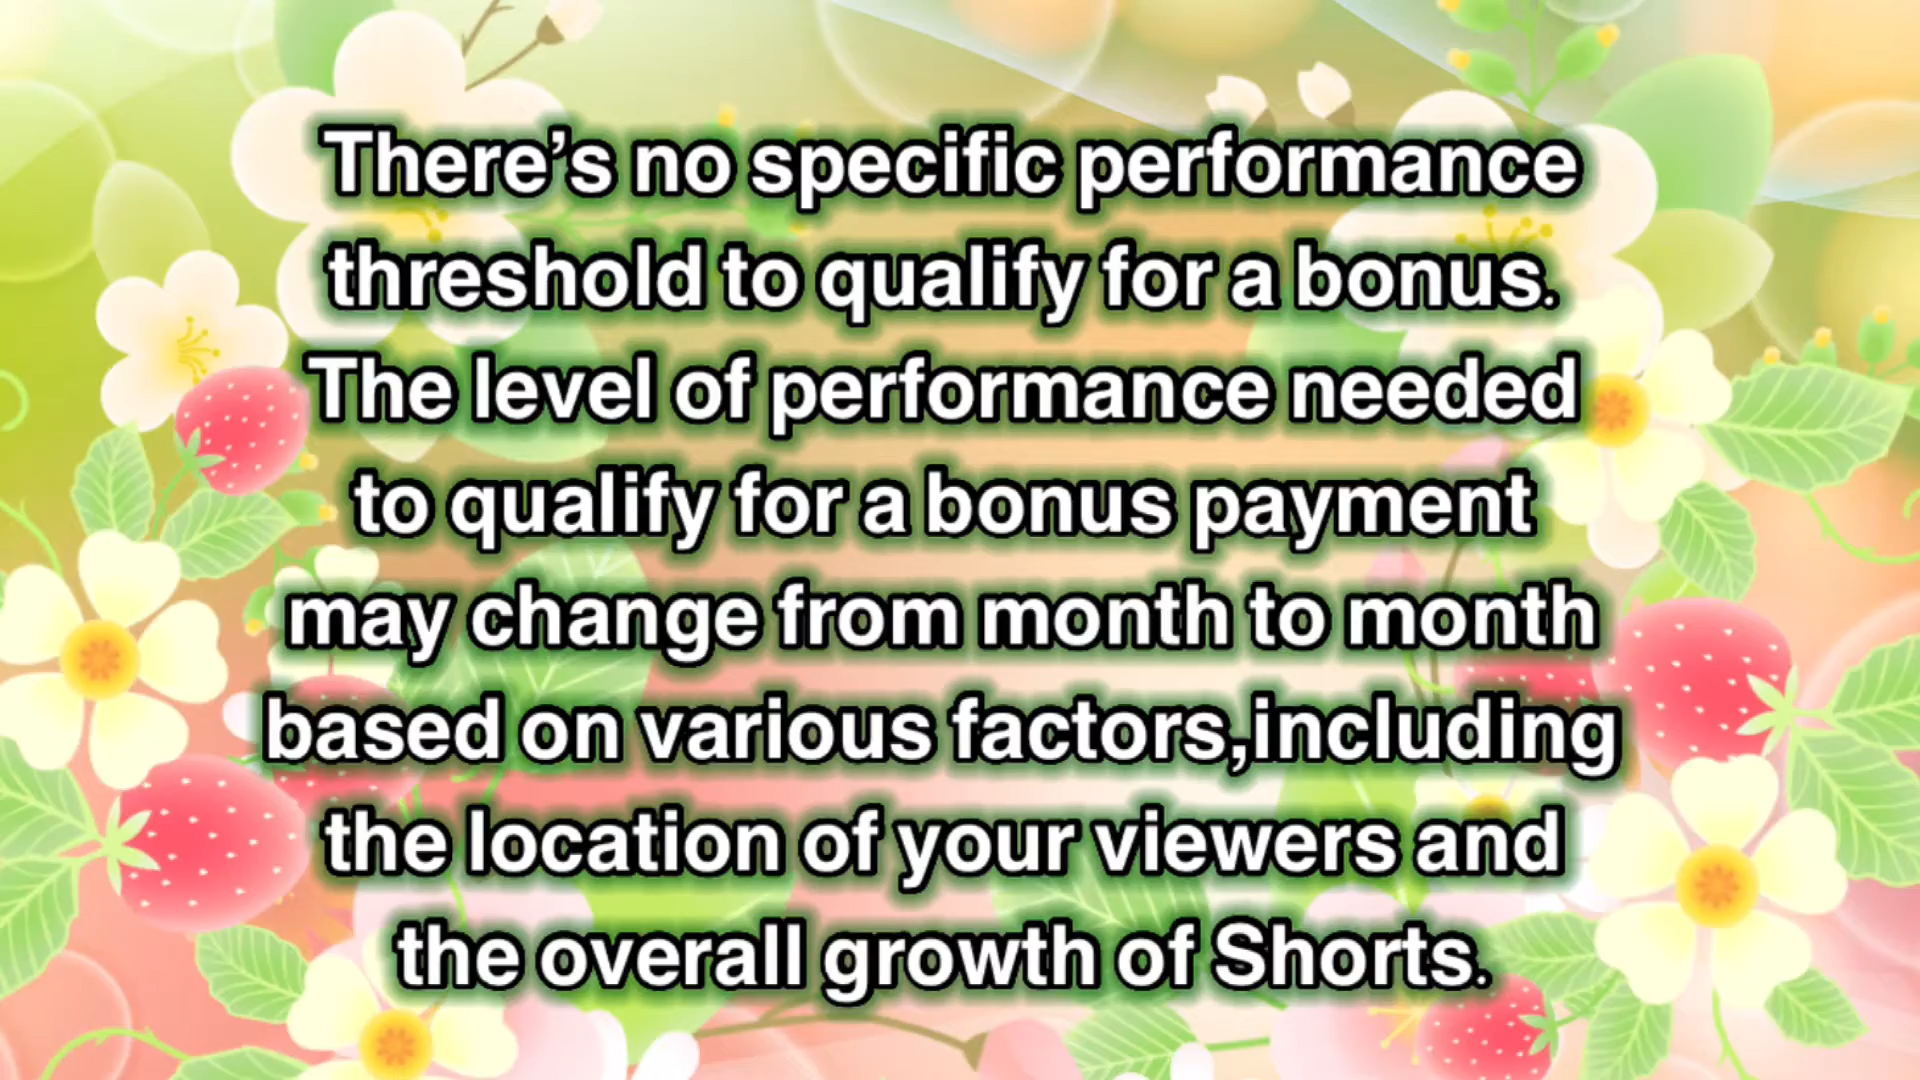 There’s no specific performance
threshold to qualify for a bonus.
The level of performance needed
to qualify for a bonus payment
may change from month to month
based on various factors,including
the location of your viewers and
the overall growth of Shorts.